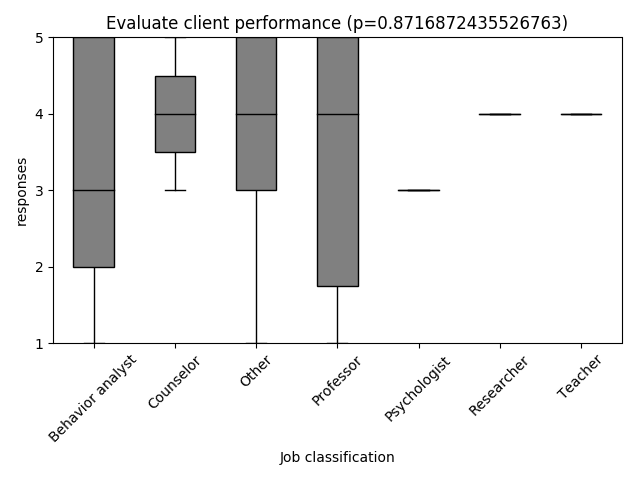 Evaluate client performance (p=0.8716872435526763)
5
4
3
2
1
responses
Behavior analyst
Counselor
Other
Professor
Psychologist
Researcher
Teacher
Job classification